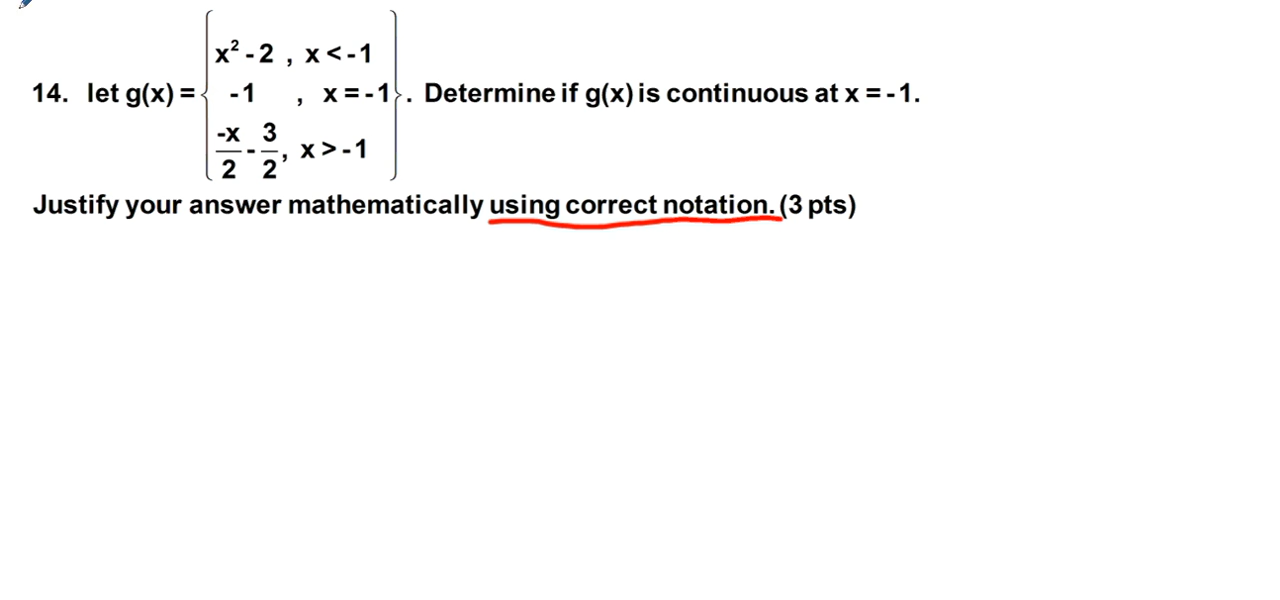 14. let g(x) = { x² - 2 , x < -1
-1 , x = -1 } . Determine if g(x) is continuous at x = -1.
-x/2 - 3/2, x > -1
Justify your answer mathematically using correct notation. (3 pts)